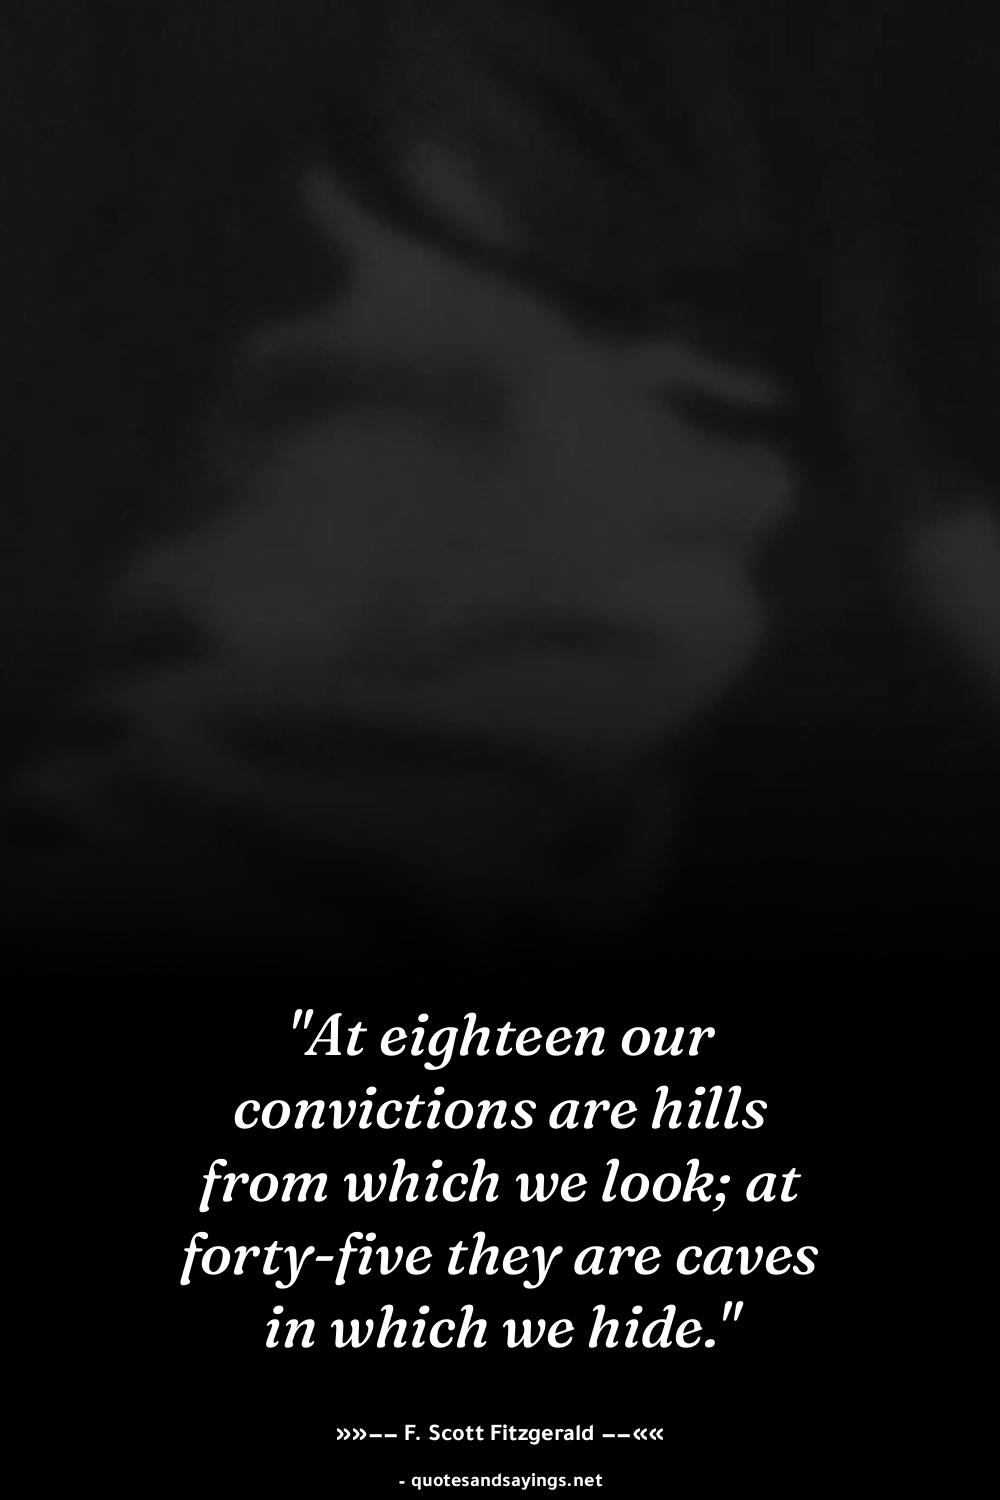 "At eighteen our
convictions are hills
from which we look; at
forty-five they are caves
in which we hide."
»»–– F. Scott Fitzgerald ––««
- quotesandsayings.net